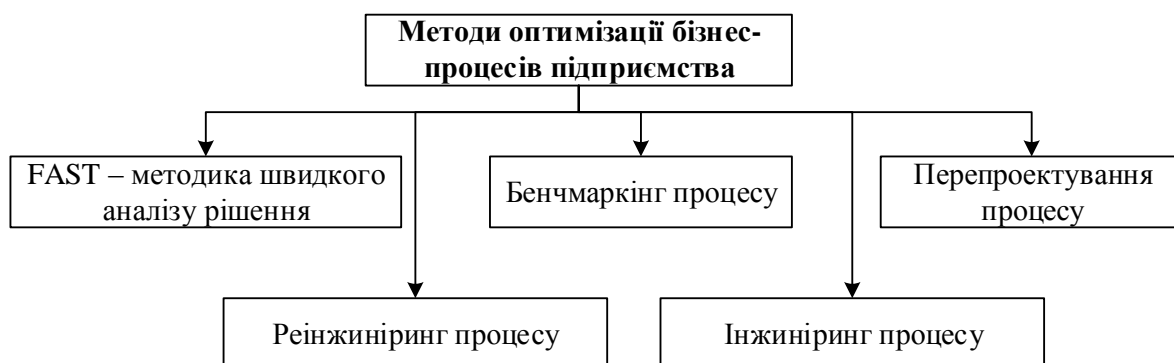 Методи оптимізації бізнес-
процесів підприємства
FAST – методика швидкого
аналізу рішення
Бенчмаркінг процесу
Перепроектування
процесу
Реінжиніринг процесу
Інжиніринг процесу